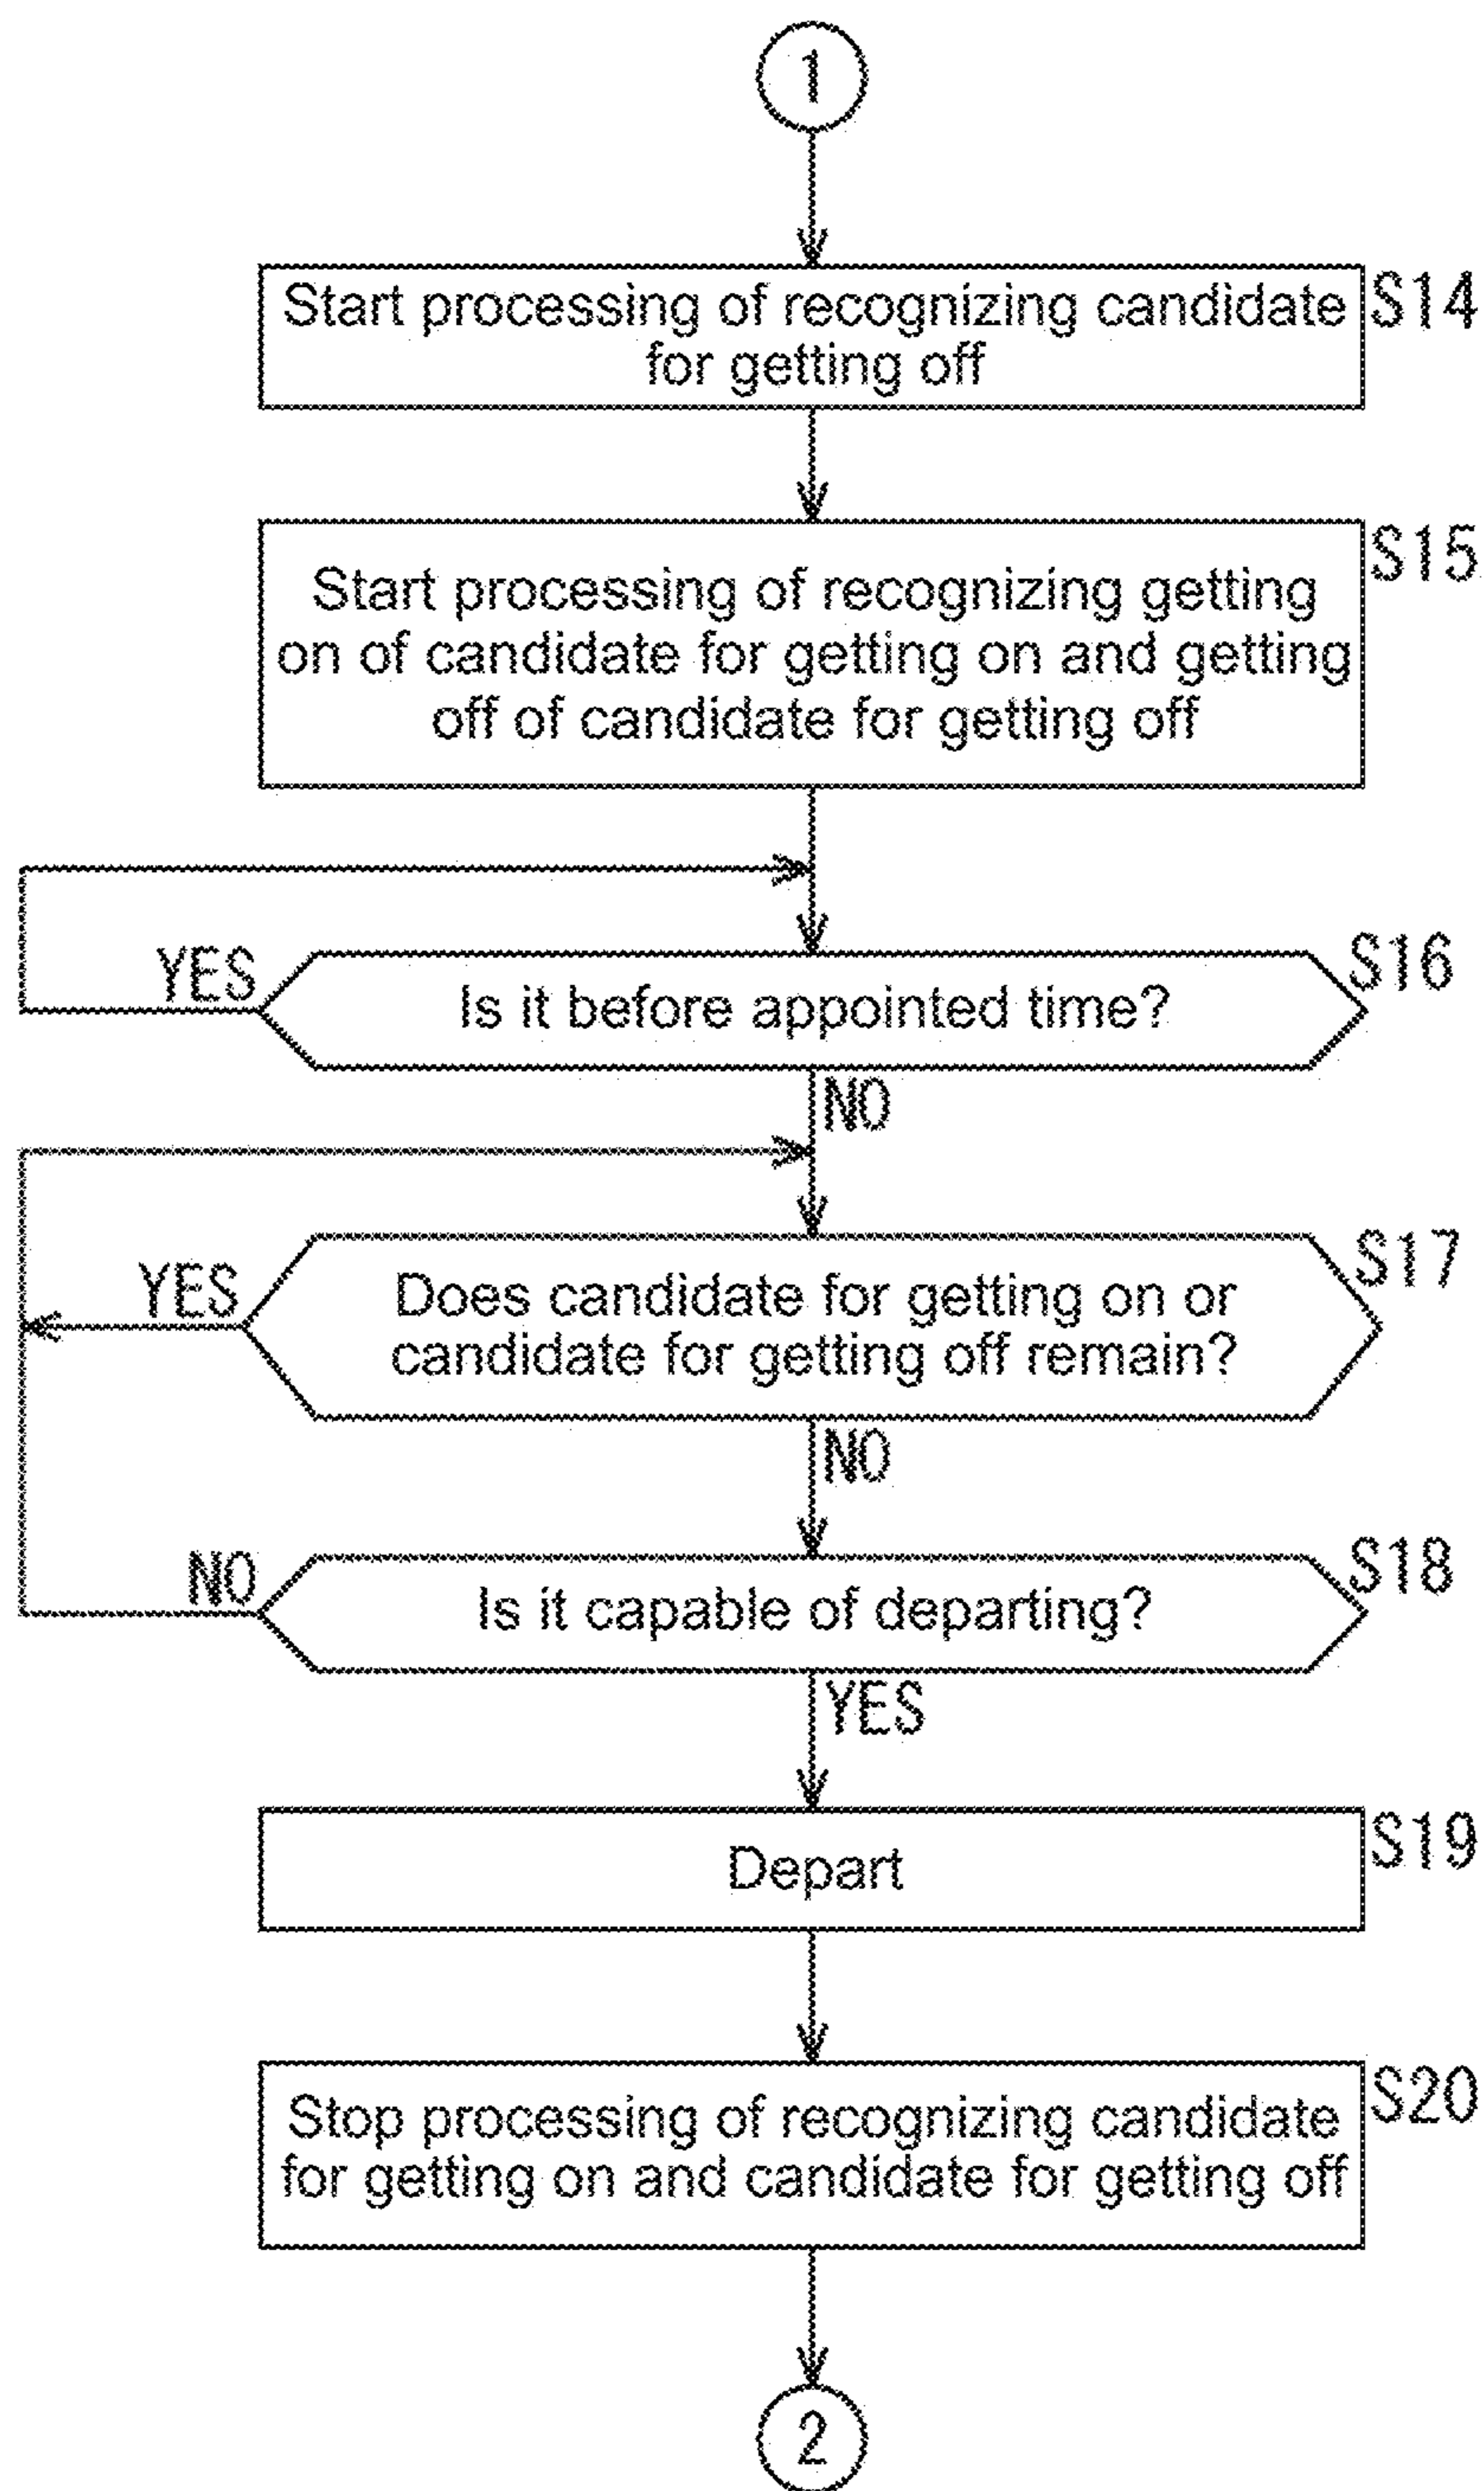 1
Start processing of recognizing candidate
for getting off
S14
Start processing of recognizing getting
on of candidate for getting on and getting
off of candidate for getting off
S15
YES
Is it before appointed time?
S16
NO
YES
Does candidate for getting on or
candidate for getting off remain?
S17
NO
NO
Is it capable of departing?
S18
YES
Depart
S19
Stop processing of recognizing candidate
for getting on and candidate for getting off
S20
2